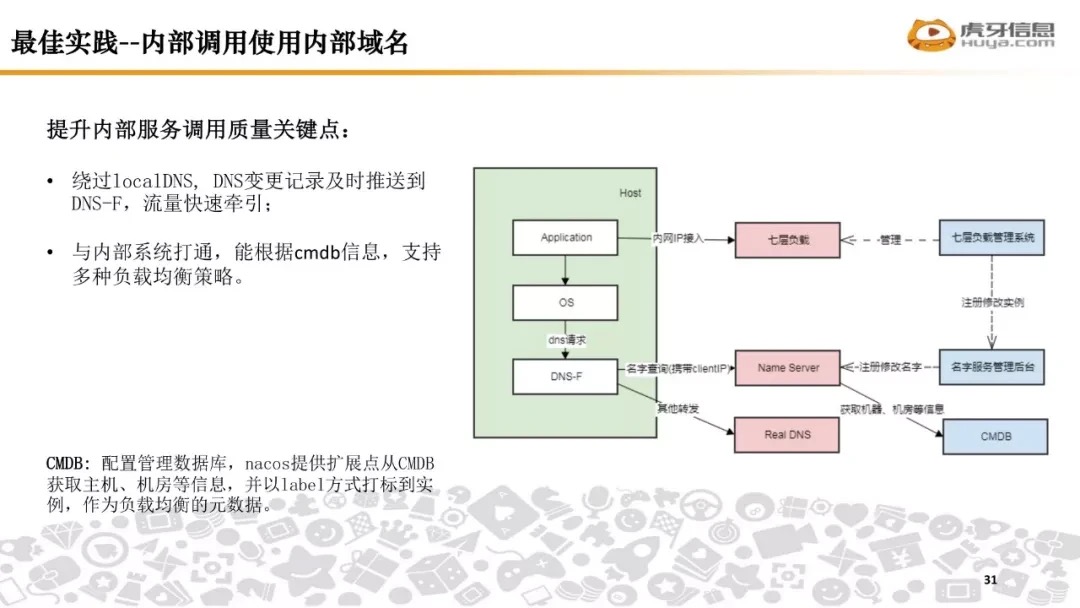 最佳实践--内部调用使用内部域名
虎牙信息
HUYA.com
提升内部服务调用质量关键点：
• 绕过localDNS, DNS变更记录及时推送到
DNS-F，流量快速牵引；
• 与内部系统打通，能根据cmdb信息，支持
多种负载均衡策略。
Host
Application
内网IP接入
七层负载
管理
七层负载管理系统
OS
注册修改实例
dns请求
DNS-F
名字查询(携带clientIP)
Name Server
注册修改名字
名字服务管理后台
其他转发
获取机器、机房等信息
Real DNS
CMDB
CMDB: 配置管理数据库，nacos提供扩展点从CMDB
获取主机、机房等信息，并以label方式打标到实
例，作为负载均衡的元数据。
31